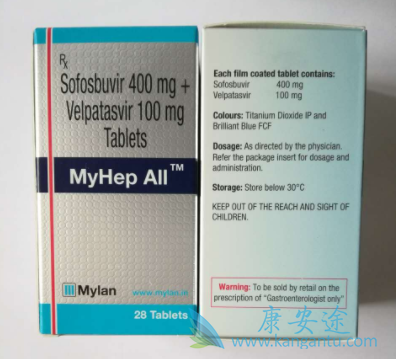 Rx
Sofosbuvir 400 mg +
Velpatasvir 100 mg
Tablets
MyHep All™
Mylan
www.mylan.in
28 Tablets
Each film coated tablet contains:
Sofosbuvir 400 mg
Velpatasvir 100 mg
Colours: Titanium Dioxide IP and
Brilliant Blue FCF
Dosage: As directed by the physician.
Refer the package insert for dosage and
administration.
Storage: Store below 30°C
KEEP OUT OF THE REACH AND SIGHT OF
CHILDREN.
Warning: To be sold by retail on the
prescription of "Gastroenterologist only"
康安途
www.kangantu.com